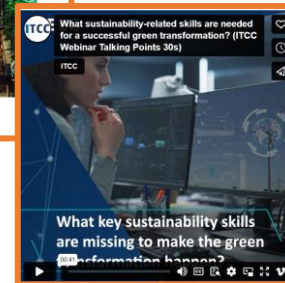 itcc
What sustainability-related skills are needed
for a successful green transformation? (ITCC
Webinar Talking Points 30s)
ITCC
What key sustainability skills
are missing to make the green
transformation happen?
00:41